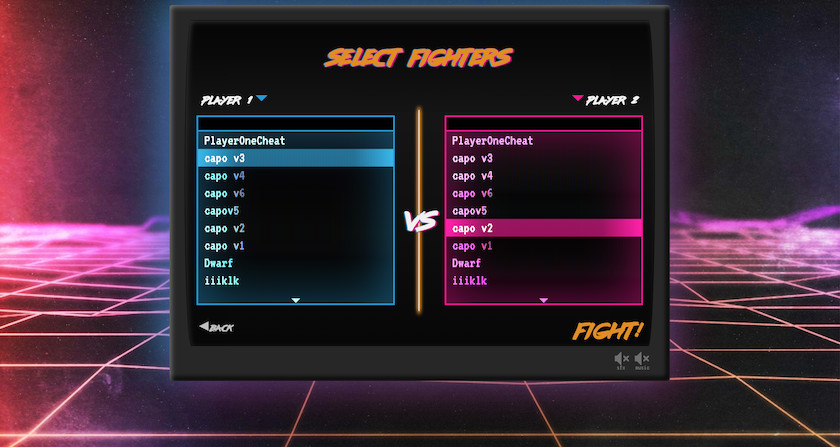 SELECT FIGHTERS
PLAYER 1
PLAYER 2
PlayerOneCheat
capo v3
capo v4
capo v6
capov5
capo v2
capo v1
Dwarf
iiiklk
VS
PlayerOneCheat
capo v3
capo v4
capo v6
capov5
capo v2
capo v1
Dwarf
iiiklk
BACK
FIGHT!
sfx
music